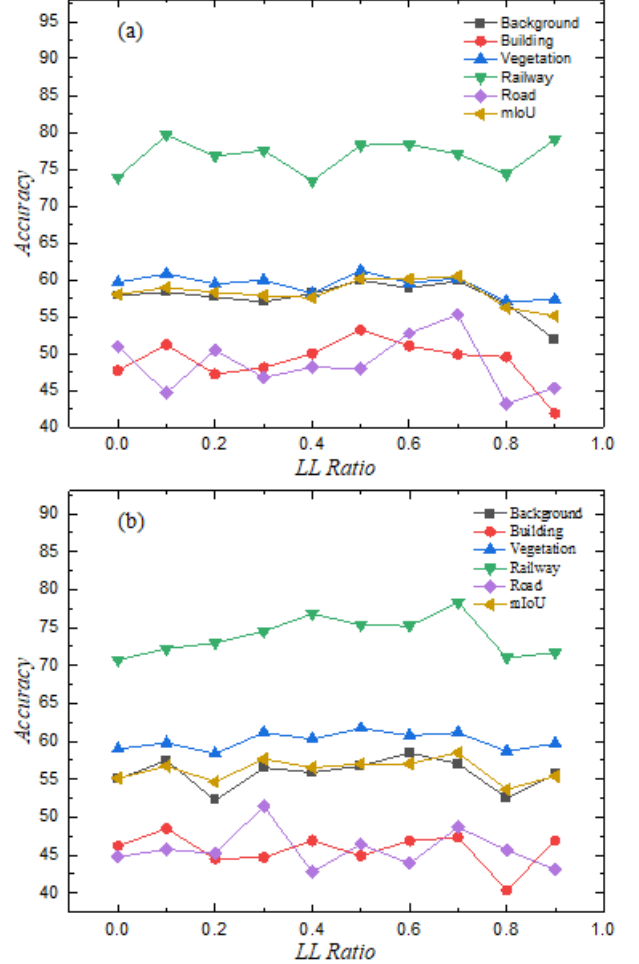 (a)
Background
Building
Vegetation
Railway
Road
mIoU
Accuracy
95
90
85
80
75
70
65
60
55
50
45
40
0.0 0.2 0.4 0.6 0.8 1.0
LL Ratio
(b)
Background
Building
Vegetation
Railway
Road
mIoU
Accuracy
90
85
80
75
70
65
60
55
50
45
40
0.0 0.2 0.4 0.6 0.8 1.0
LL Ratio